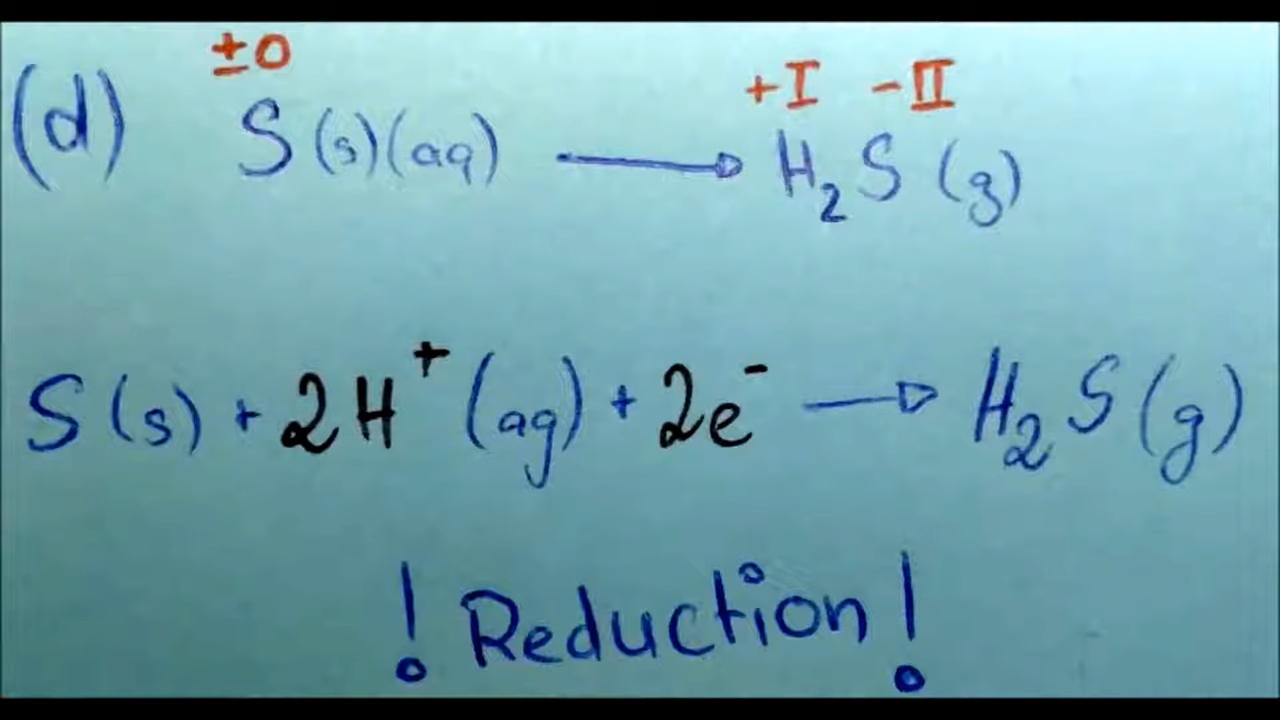 ±0
+I -II
(d) S (s)(aq) → H₂S (g)
S (s) + 2H⁺ (aq) + 2e⁻ → H₂S (g)
! Reduction !